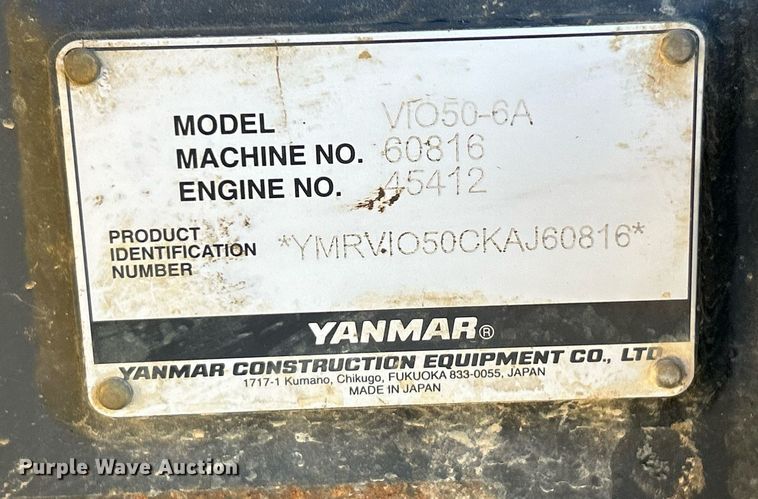 MODEL VIO50-6A
MACHINE NO. 60816
ENGINE NO. 45412
PRODUCT
IDENTIFICATION *YMRVIO50CKAJ60816*
NUMBER
YANMAR®
YANMAR CONSTRUCTION EQUIPMENT CO., LTD
1717-1 Kumano, Chikugo, FUKUOKA 833-0055, JAPAN
MADE IN JAPAN
Purple Wave Auction